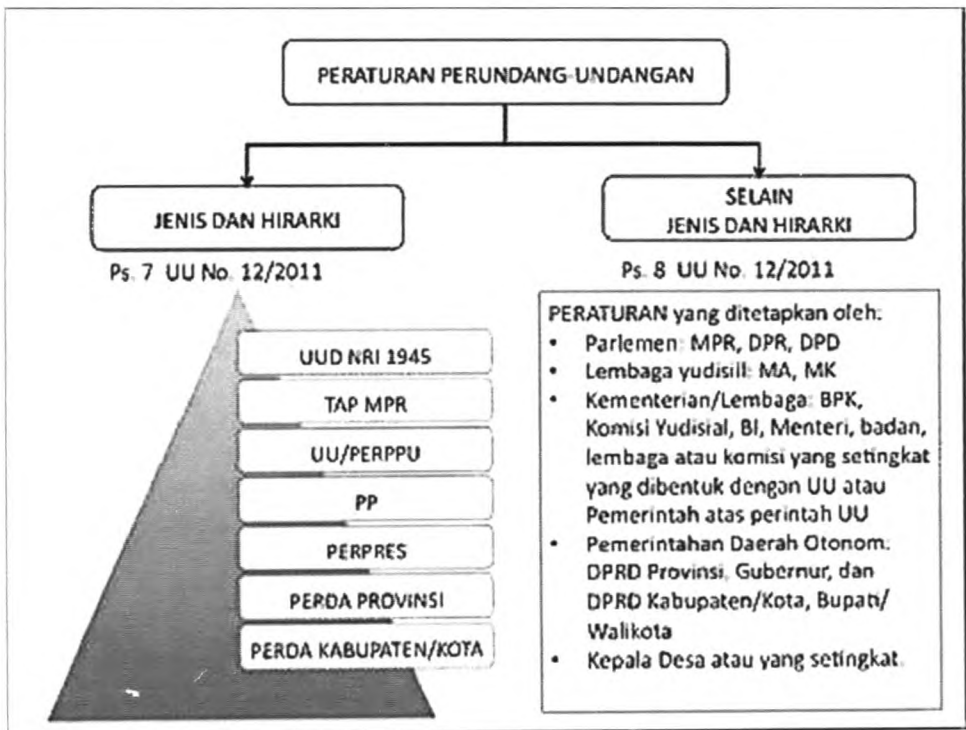 PERATURAN PERUNDANG-UNDANGAN
JENIS DAN HIRARKI
Ps. 7 UU No. 12/2011
UUD NRI 1945
TAP MPR
UU/PERPPU
PP
PERPRES
PERDA PROVINSI
PERDA KABUPATEN/KOTA
SELAIN
JENIS DAN HIRARKI
Ps. 8 UU No. 12/2011
PERATURAN yang ditetapkan oleh:
• Parlemen: MPR, DPR, DPD
• Lembaga yudisill: MA, MK
• Kementerian/Lembaga: BPK,
Komisi Yudisial, BI, Menteri, badan,
lembaga atau komisi yang setingkat
yang dibentuk dengan UU atau
Pemerintah atas perintah UU
• Pemerintahan Daerah Otonom:
DPRD Provinsi, Gubernur, dan
DPRD Kabupaten/Kota, Bupati/
Walikota
• Kepala Desa atau yang setingkat.